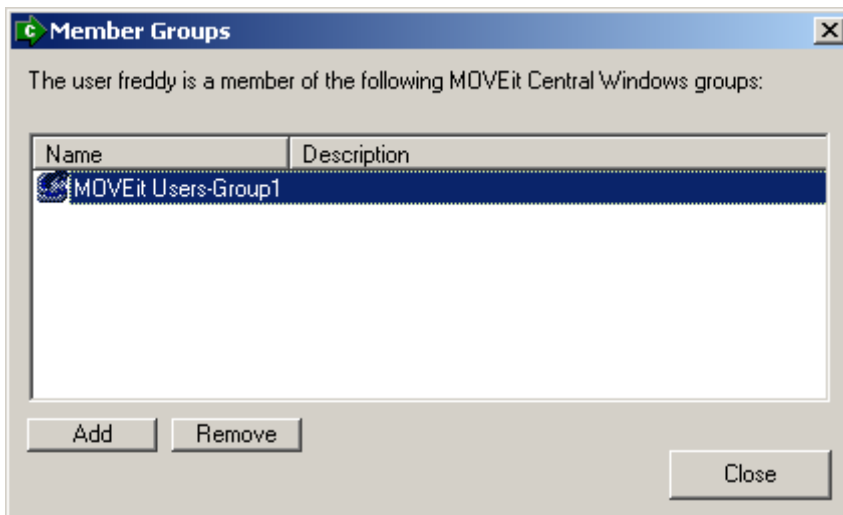 Member Groups
The user freddy is a member of the following MOVEit Central Windows groups:
Name Description
MOVEit Users-Group1
Add Remove
Close